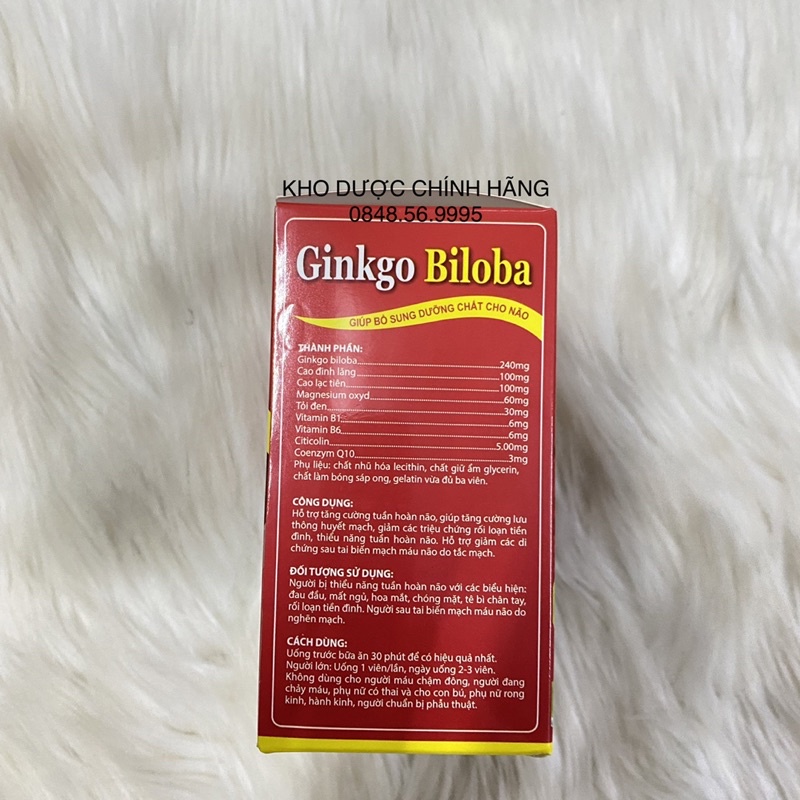 KHO DƯỢC CHÍNH HÃNG
0848.56.9995
Ginkgo Biloba
GIÚP BỔ SUNG DƯỠNG CHẤT CHO NÃO
THÀNH PHẦN:
Ginkgo biloba....................240mg
Cao đinh lăng....................100mg
Cao lạc tiên....................100mg
Magnesium oxyd....................60mg
Tỏi đen....................30mg
Vitamin B1....................6mg
Vitamin B6....................6mg
Citicolin....................5.00mg
Coenzym Q10....................3mg
Phụ liệu: chất nhũ hóa lecithin, chất giữ ẩm glycerin,
chất làm bóng sáp ong, gelatin vừa đủ ba viên.
CÔNG DỤNG:
Hỗ trợ tăng cường tuần hoàn não, giúp tăng cường lưu
thông huyết mạch, giảm các triệu chứng rối loạn tiền
đình, thiểu năng tuần hoàn não. Hỗ trợ giảm các di
chứng sau tai biến mạch máu não do tắc mạch.
ĐỐI TƯỢNG SỬ DỤNG:
Người bị thiểu năng tuần hoàn não với các biểu hiện:
đau đầu, mất ngủ, hoa mắt, chóng mặt, tê bì chân tay,
rối loạn tiền đình. Người sau tai biến mạch máu não do
nghẽn mạch.
CÁCH DÙNG:
Uống trước bữa ăn 30 phút để có hiệu quả nhất.
Người lớn: Uống 1 viên/lần, ngày uống 2-3 viên.
Không dùng cho người máu chậm đông, người đang
chảy máu, phụ nữ có thai và cho con bú, phụ nữ rong
kinh, hành kinh, người chuẩn bị phẫu thuật.